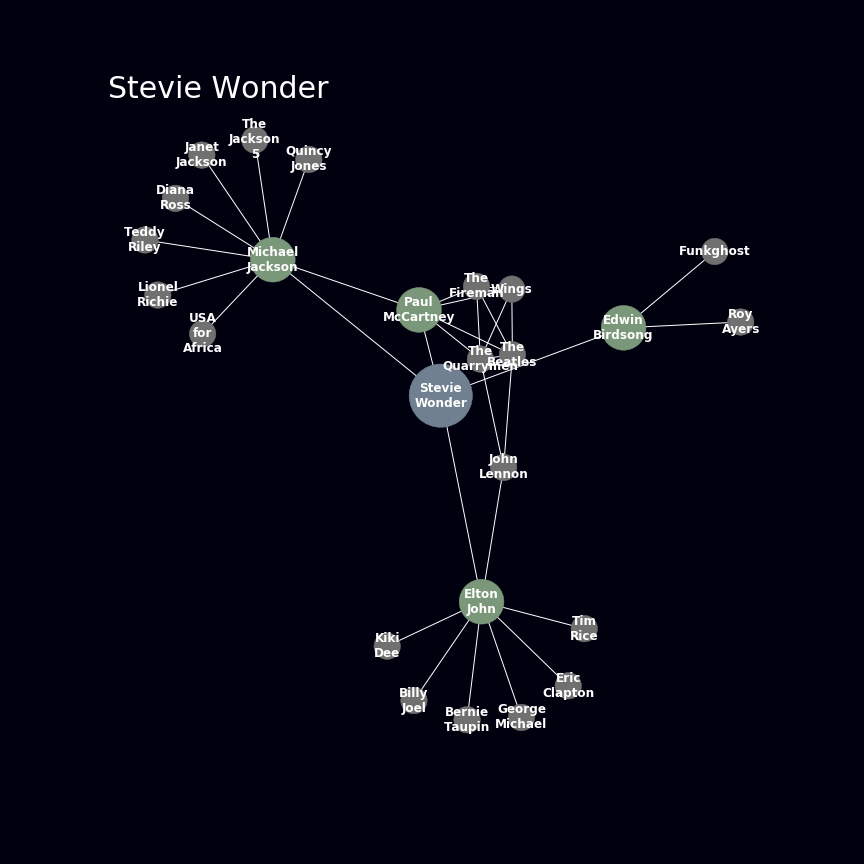 Stevie Wonder
The
Jackson
5
Janet
Jackson
Quincy
Jones
Diana
Ross
Teddy
Riley
Michael
Jackson
Lionel
Richie
USA
for
Africa
Paul
McCartney
The
Fireman
Wings
The
Quarrymen
The
Beatles
Stevie
Wonder
Edwin
Birdsong
Funkghost
Roy
Ayers
John
Lennon
Elton
John
Kiki
Dee
Billy
Joel
Bernie
Taupin
George
Michael
Eric
Clapton
Tim
Rice